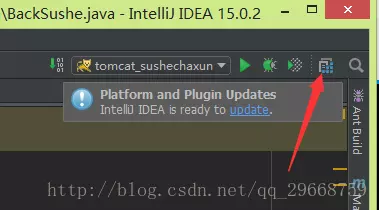 \BackSushe.java - IntelliJ IDEA 15.0.2
tomcat_sushechaxun
Platform and Plugin Updates
IntelliJ IDEA is ready to update.
Ant Build
http://blog.csdn.net/qq_29668759